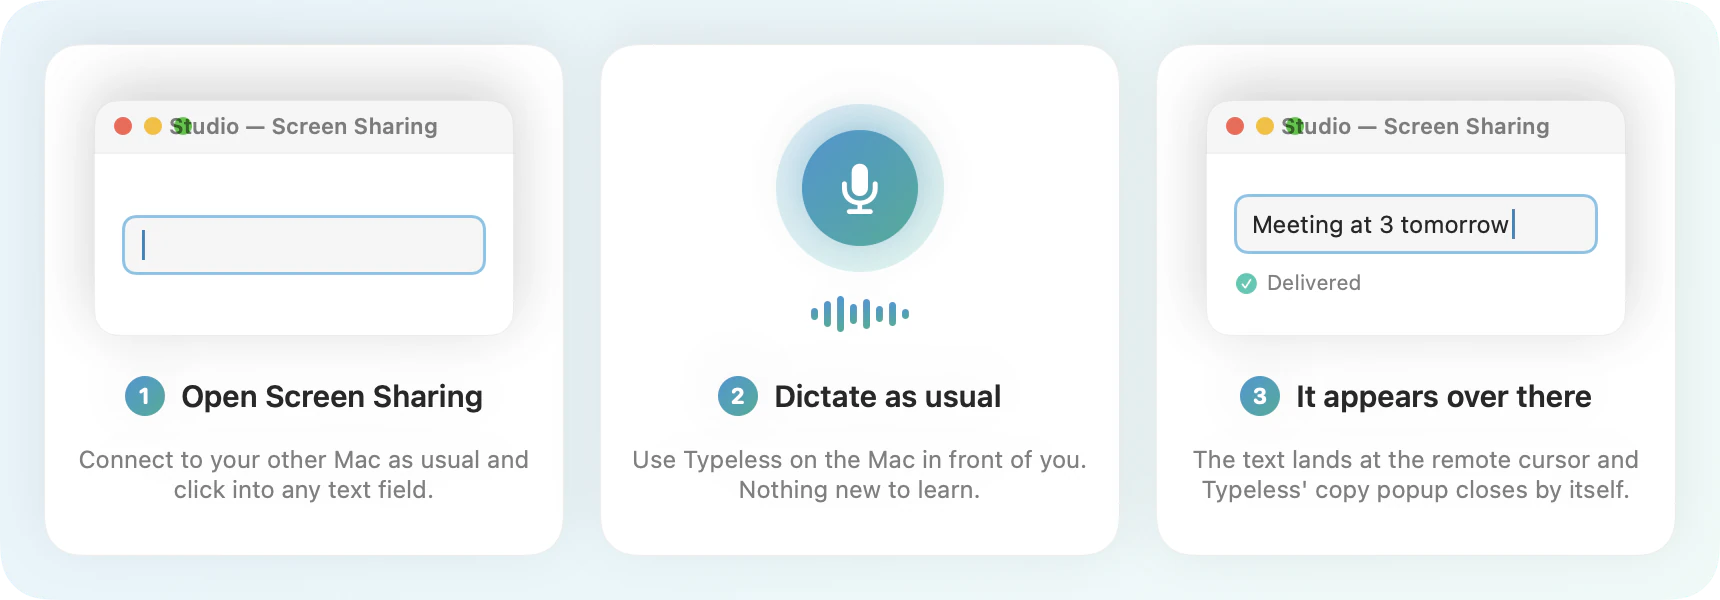 Studio — Screen Sharing
1 Open Screen Sharing
Connect to your other Mac as usual and
click into any text field.
2 Dictate as usual
Use Typeless on the Mac in front of you.
Nothing new to learn.
Studio — Screen Sharing
Meeting at 3 tomorrow
Delivered
3 It appears over there
The text lands at the remote cursor and
Typeless' copy popup closes by itself.